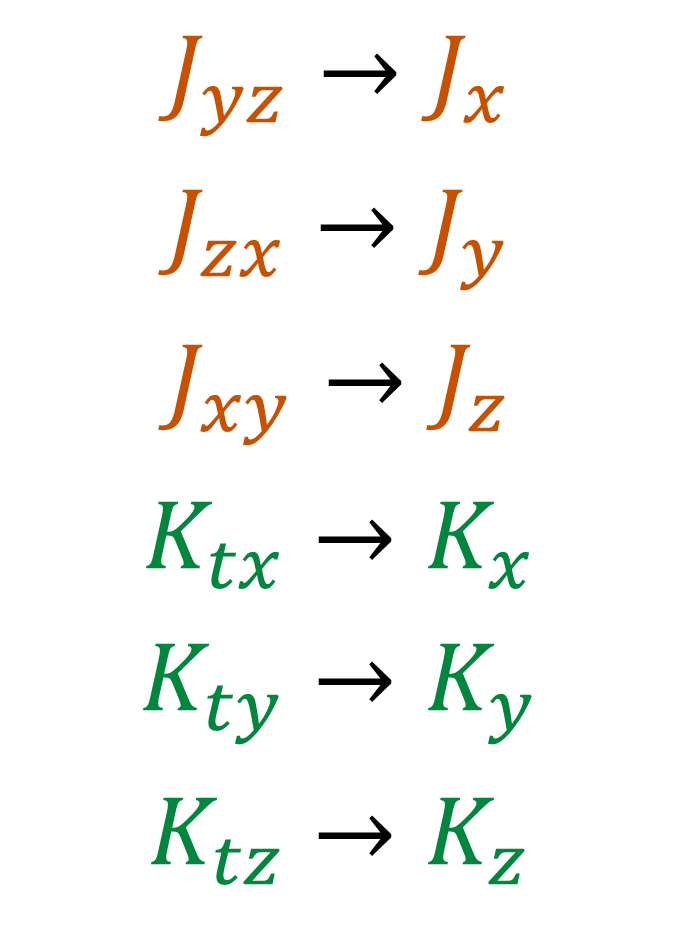 J_yz → J_x
J_zx → J_y
J_xy → J_z
K_tx → K_x
K_ty → K_y
K_tz → K_z